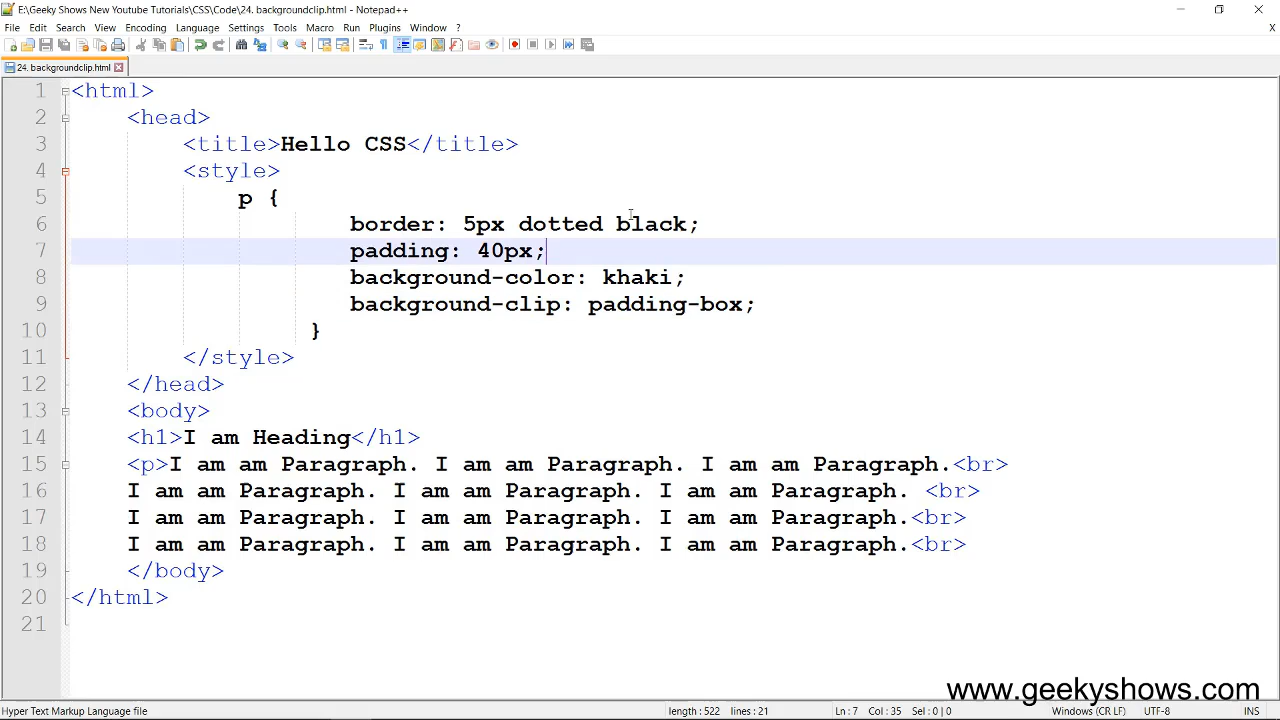 E:\Geeky Shows New Youtube Tutorials\CSS\Code\24. backgroundclip.html - Notepad++
File Edit Search View Encoding Language Settings Tools Macro Run Plugins Window ?
X
24. backgroundclip.html
1 <html>
2 <head>
3 <title>Hello CSS</title>
4 <style>
5 p {
6 border: 5px dotted black;
7 padding: 40px;
8 background-color: khaki;
9 background-clip: padding-box;
10 }
11 </style>
12 </head>
13 <body>
14 <h1>I am Heading</h1>
15 <p>I am am Paragraph. I am am Paragraph. I am am Paragraph.<br>
16 I am am Paragraph. I am am Paragraph. I am am Paragraph. <br>
17 I am am Paragraph. I am am Paragraph. I am am Paragraph.<br>
18 I am am Paragraph. I am am Paragraph. I am am Paragraph.<br>
19 </body>
20 </html>
21
www.geekyshows.com
Hyper Text Markup Language file length : 522 lines : 21 Ln : 7 Col : 35 Sel : 0 | 0 Windows (CR LF) UTF-8 INS